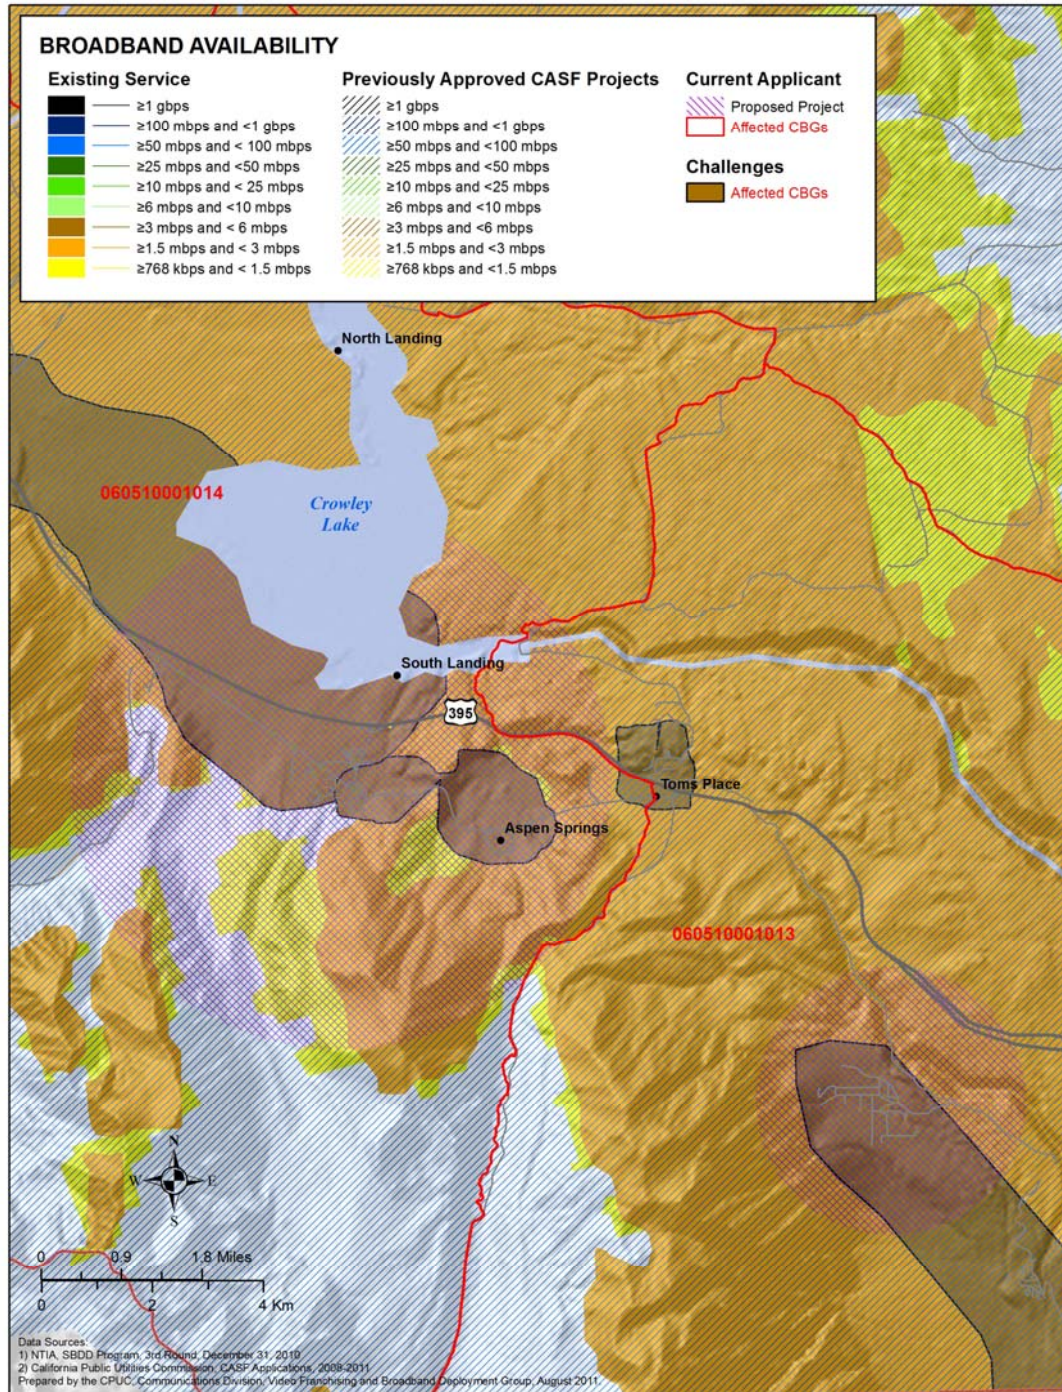 BROADBAND AVAILABILITY
Existing Service
≥1 gbps
≥100 mbps and <1 gbps
≥50 mbps and < 100 mbps
≥25 mbps and <50 mbps
≥10 mbps and < 25 mbps
≥6 mbps and <10 mbps
≥3 mbps and < 6 mbps
≥1.5 mbps and < 3 mbps
≥768 kbps and < 1.5 mbps
Previously Approved CASF Projects
≥1 gbps
≥100 mbps and <1 gbps
≥50 mbps and <100 mbps
≥25 mbps and <50 mbps
≥10 mbps and <25 mbps
≥6 mbps and <10 mbps
≥3 mbps and <6 mbps
≥1.5 mbps and <3 mbps
≥768 kbps and <1.5 mbps
Current Applicant
Proposed Project
Affected CBGs
Challenges
Affected CBGs
North Landing
060510001014
Crowley
Lake
South Landing
395
Toms Place
Aspen Springs
060510001013
N
W E
S
0 0.9 1.8 Miles
0 2 4 Km
Data Sources:
1) NTIA, SBDD Program, 3rd Round, December 31, 2010
2) California Public Utilities Commission, CASF Applications, 2008-2011
Prepared by the CPUC, Communications Division, Video Franchising and Broadband Deployment Group, August 2011.